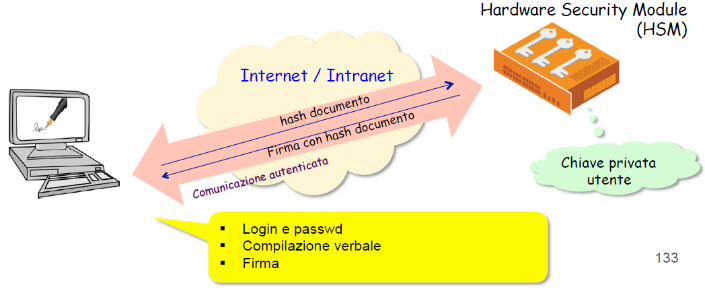 Hardware Security Module
(HSM)
Internet / Intranet
hash documento
Firma con hash documento
Comunicazione autenticata
Chiave privata
utente
▪ Login e passwd
▪ Compilazione verbale
▪ Firma
133